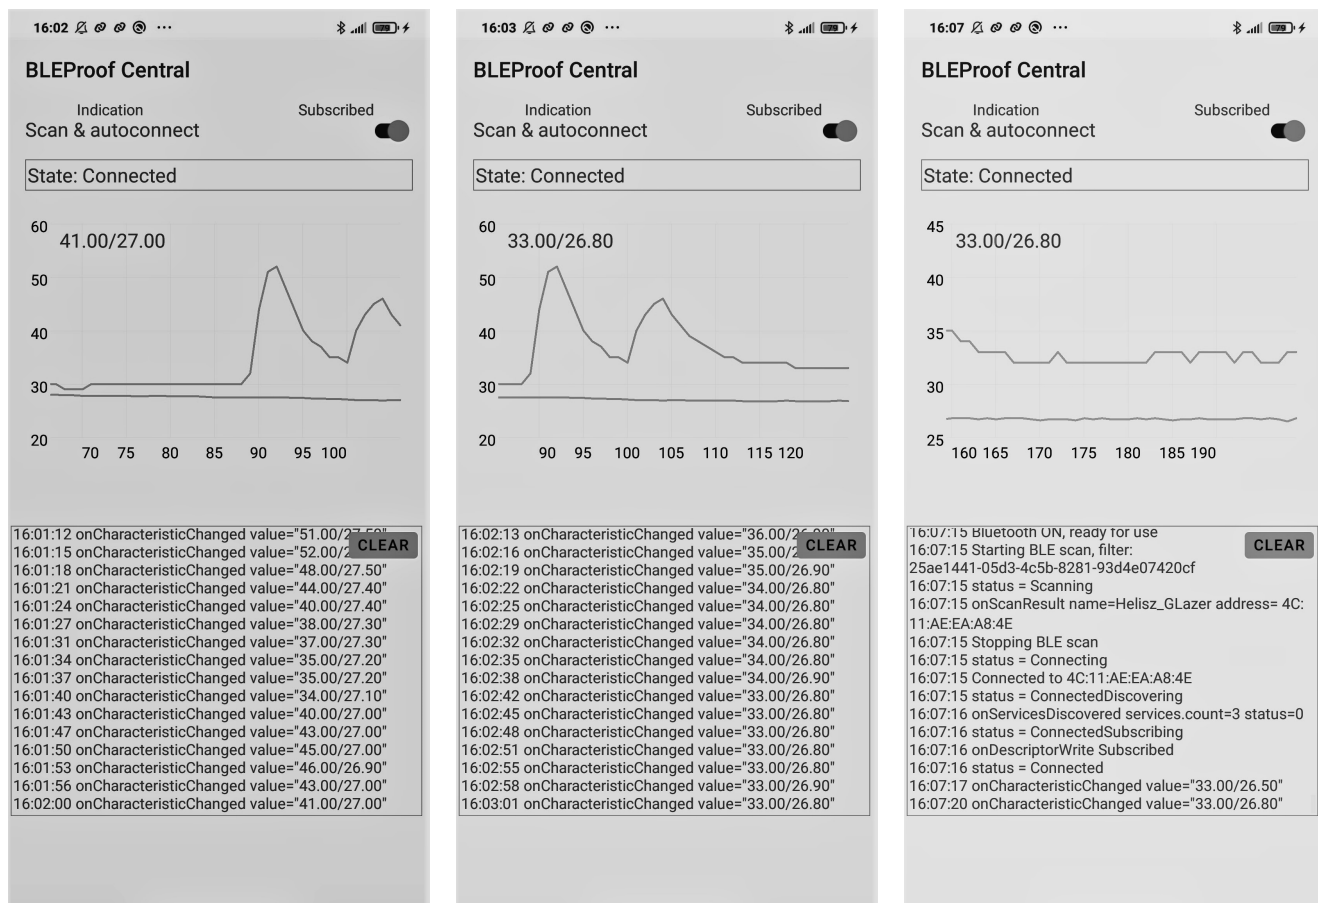 16:02
79
BLEProof Central
Indication
Subscribed
Scan & autoconnect
State: Connected
60
41.00/27.00
50
40
30
20
70 75 80 85 90 95 100
16:01:12 onCharacteristicChanged value="51.00/27.50"
CLEAR
16:01:15 onCharacteristicChanged value="52.00/2
16:01:18 onCharacteristicChanged value="48.00/27.50"
16:01:21 onCharacteristicChanged value="44.00/27.40"
16:01:24 onCharacteristicChanged value="40.00/27.40"
16:01:27 onCharacteristicChanged value="38.00/27.30"
16:01:31 onCharacteristicChanged value="37.00/27.30"
16:01:34 onCharacteristicChanged value="35.00/27.20"
16:01:37 onCharacteristicChanged value="35.00/27.20"
16:01:40 onCharacteristicChanged value="34.00/27.10"
16:01:43 onCharacteristicChanged value="40.00/27.00"
16:01:47 onCharacteristicChanged value="43.00/27.00"
16:01:50 onCharacteristicChanged value="45.00/27.00"
16:01:53 onCharacteristicChanged value="46.00/26.90"
16:01:56 onCharacteristicChanged value="43.00/27.00"
16:02:00 onCharacteristicChanged value="41.00/27.00"
16:03
79
BLEProof Central
Indication
Subscribed
Scan & autoconnect
State: Connected
60
33.00/26.80
50
40
30
20
90 95 100 105 110 115 120
16:02:13 onCharacteristicChanged value="36.00/26.90"
CLEAR
16:02:16 onCharacteristicChanged value="35.00/2
16:02:19 onCharacteristicChanged value="35.00/26.90"
16:02:22 onCharacteristicChanged value="34.00/26.80"
16:02:25 onCharacteristicChanged value="34.00/26.80"
16:02:29 onCharacteristicChanged value="34.00/26.80"
16:02:32 onCharacteristicChanged value="34.00/26.80"
16:02:35 onCharacteristicChanged value="34.00/26.80"
16:02:38 onCharacteristicChanged value="34.00/26.90"
16:02:42 onCharacteristicChanged value="33.00/26.80"
16:02:45 onCharacteristicChanged value="33.00/26.80"
16:02:48 onCharacteristicChanged value="33.00/26.80"
16:02:51 onCharacteristicChanged value="33.00/26.80"
16:02:55 onCharacteristicChanged value="33.00/26.80"
16:02:58 onCharacteristicChanged value="33.00/26.90"
16:03:01 onCharacteristicChanged value="33.00/26.80"
16:07
79
BLEProof Central
Indication
Subscribed
Scan & autoconnect
State: Connected
45
33.00/26.80
40
35
30
25
160 165 170 175 180 185 190
16:07:15 Bluetooth ON, ready for use
CLEAR
16:07:15 Starting BLE scan, filter:
25ae1441-05d3-4c5b-8281-93d4e07420cf
16:07:15 status = Scanning
16:07:15 onScanResult name=Helisz_GLazer address= 4C:
11:AE:EA:A8:4E
16:07:15 Stopping BLE scan
16:07:15 status = Connecting
16:07:15 Connected to 4C:11:AE:EA:A8:4E
16:07:15 status = ConnectedDiscovering
16:07:16 onServicesDiscovered services.count=3 status=0
16:07:16 status = ConnectedSubscribing
16:07:16 onDescriptorWrite Subscribed
16:07:16 status = Connected
16:07:17 onCharacteristicChanged value="33.00/26.50"
16:07:20 onCharacteristicChanged value="33.00/26.80"